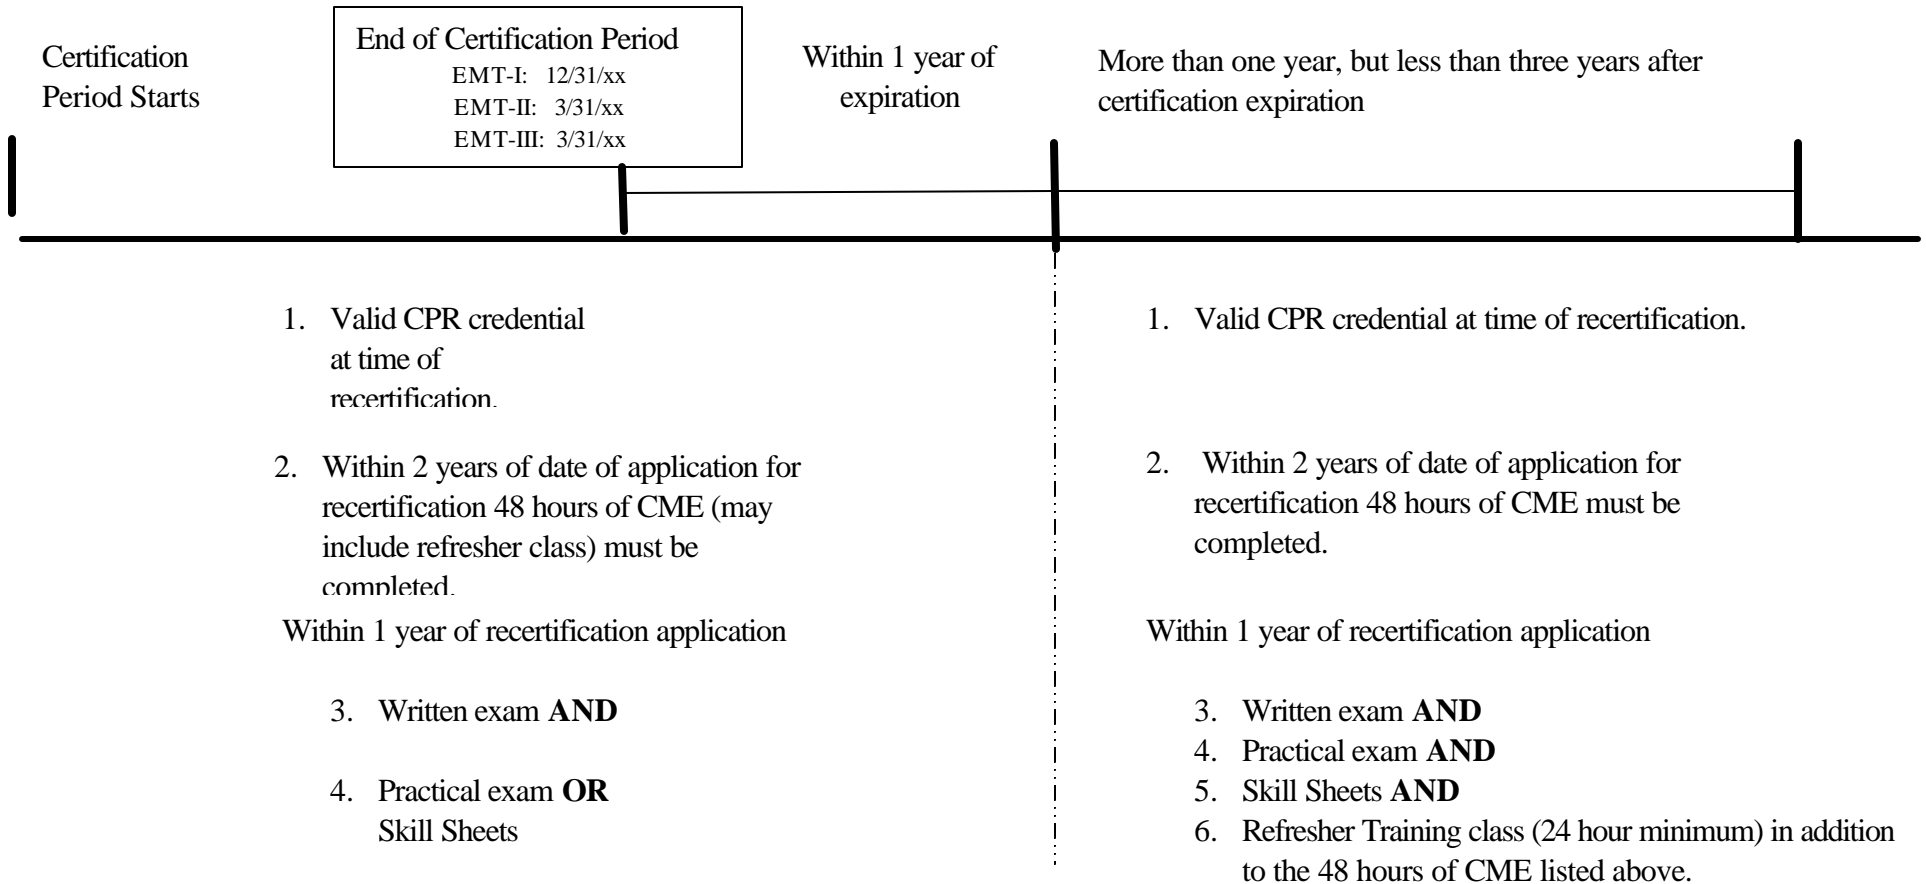 Certification
Period Starts
End of Certification Period
EMT-I: 12/31/xx
EMT-II: 3/31/xx
EMT-III: 3/31/xx
Within 1 year of
expiration
More than one year, but less than three years after
certification expiration
1. Valid CPR credential
at time of
recertification.
2. Within 2 years of date of application for
recertification 48 hours of CME (may
include refresher class) must be
completed.
Within 1 year of recertification application
3. Written exam AND
4. Practical exam OR
Skill Sheets
1. Valid CPR credential at time of recertification.
2. Within 2 years of date of application for
recertification 48 hours of CME must be
completed.
Within 1 year of recertification application
3. Written exam AND
4. Practical exam AND
5. Skill Sheets AND
6. Refresher Training class (24 hour minimum) in addition
to the 48 hours of CME listed above.